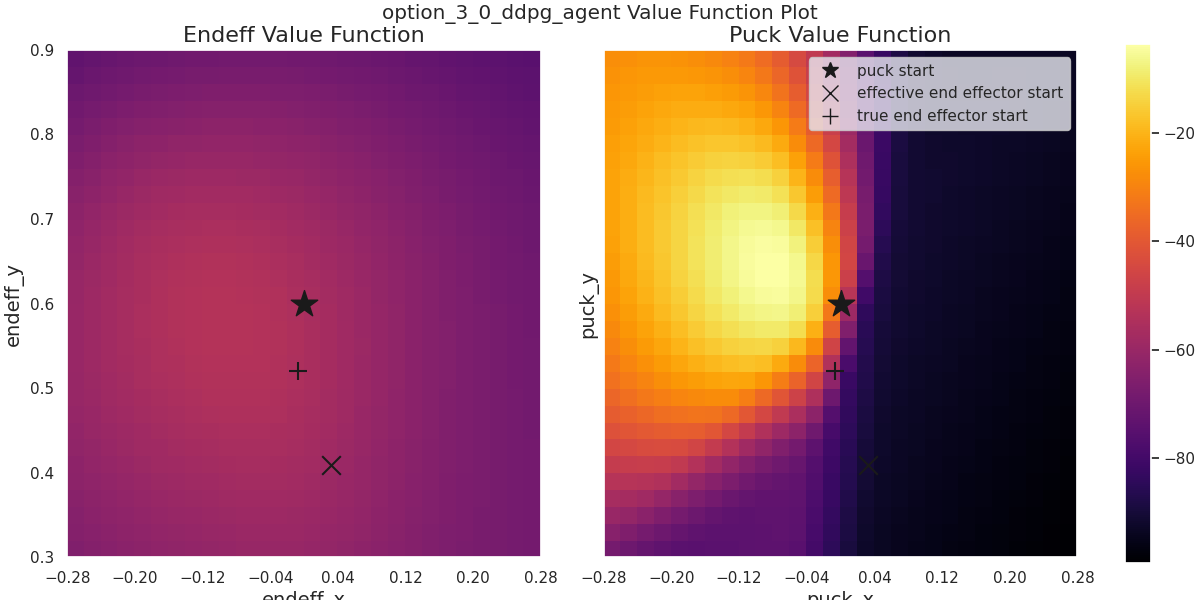 option_3_0_ddpg_agent Value Function Plot
Endeff Value Function
Puck Value Function
puck start
effective end effector start
true end effector start
endeff_y
0.9
0.8
0.7
0.6
0.5
0.4
0.3
−0.28 −0.20 −0.12 −0.04 0.04 0.12 0.20 0.28
endeff_x
puck_y
−0.28 −0.20 −0.12 −0.04 0.04 0.12 0.20 0.28
puck_x
−20
−40
−60
−80